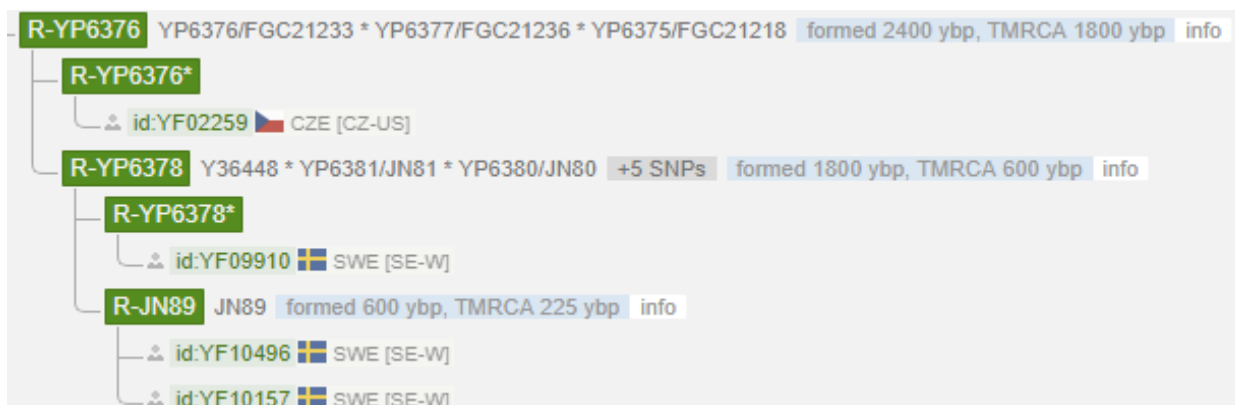 R-YP6376 YP6376/FGC21233 * YP6377/FGC21236 * YP6375/FGC21218 formed 2400 ybp, TMRCA 1800 ybp info
R-YP6376*
id:YF02259 CZE [CZ-US]
R-YP6378 Y36448 * YP6381/JN81 * YP6380/JN80 +5 SNPs formed 1800 ybp, TMRCA 600 ybp info
R-YP6378*
id:YF09910 SWE [SE-W]
R-JN89 JN89 formed 600 ybp, TMRCA 225 ybp info
id:YF10496 SWE [SE-W]
id:YF10157 SWE [SE-W]